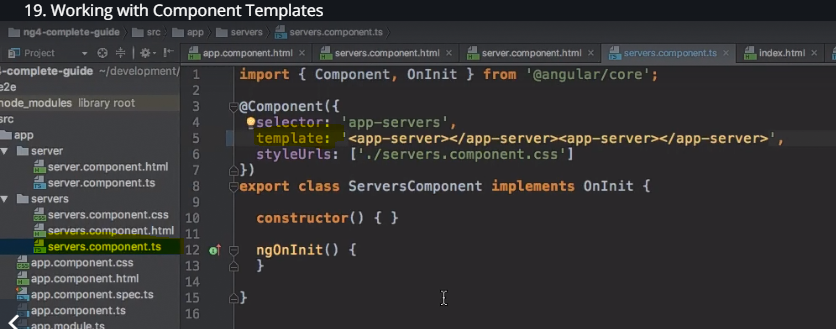 19. Working with Component Templates
ng4-complete-guide src app servers servers.component.ts
Project
app.component.html × servers.component.html × server.component.html × servers.component.ts × index.html ×
-complete-guide ~/development/
e2e
node_modules library root
src
app
server
server.component.html
server.component.ts
servers
servers.component.css
servers.component.html
servers.component.ts
app.component.css
app.component.html
app.component.spec.ts
app.component.ts
app.module.ts
1 import { Component, OnInit } from '@angular/core';
2
3 @Component({
4 selector: 'app-servers',
5 template: '<app-server></app-server><app-server></app-server>',
6 styleUrls: ['./servers.component.css']
7 })
8 export class ServersComponent implements OnInit {
9
10 constructor() { }
11
12 ngOnInit() {
13 }
14
15 }
16